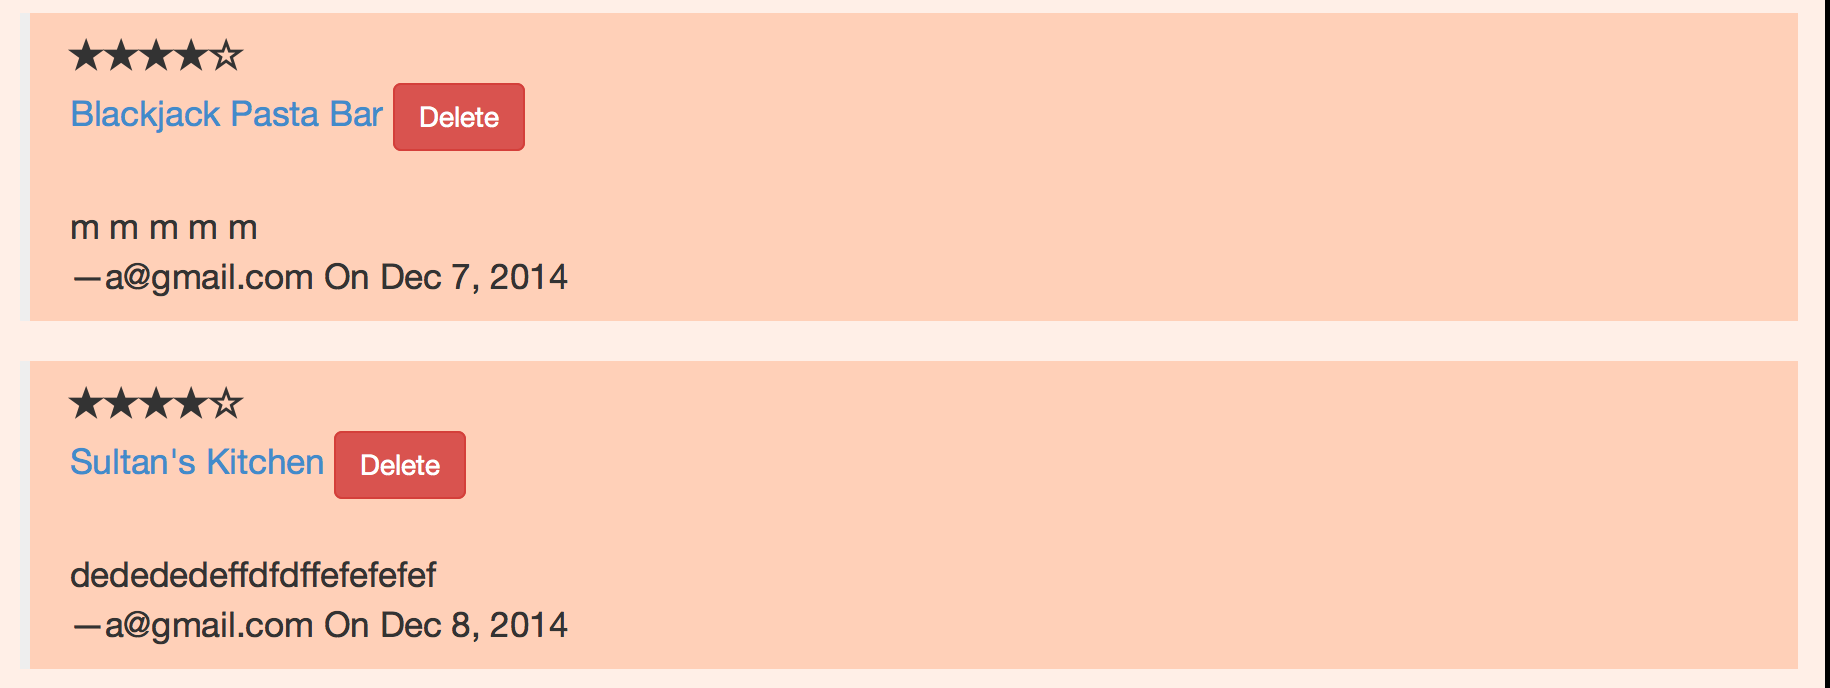 ★★★★☆
Blackjack Pasta Bar Delete
m m m m m
—a@gmail.com On Dec 7, 2014
★★★★☆
Sultan's Kitchen Delete
dedededeffdfdffefefefef
—a@gmail.com On Dec 8, 2014